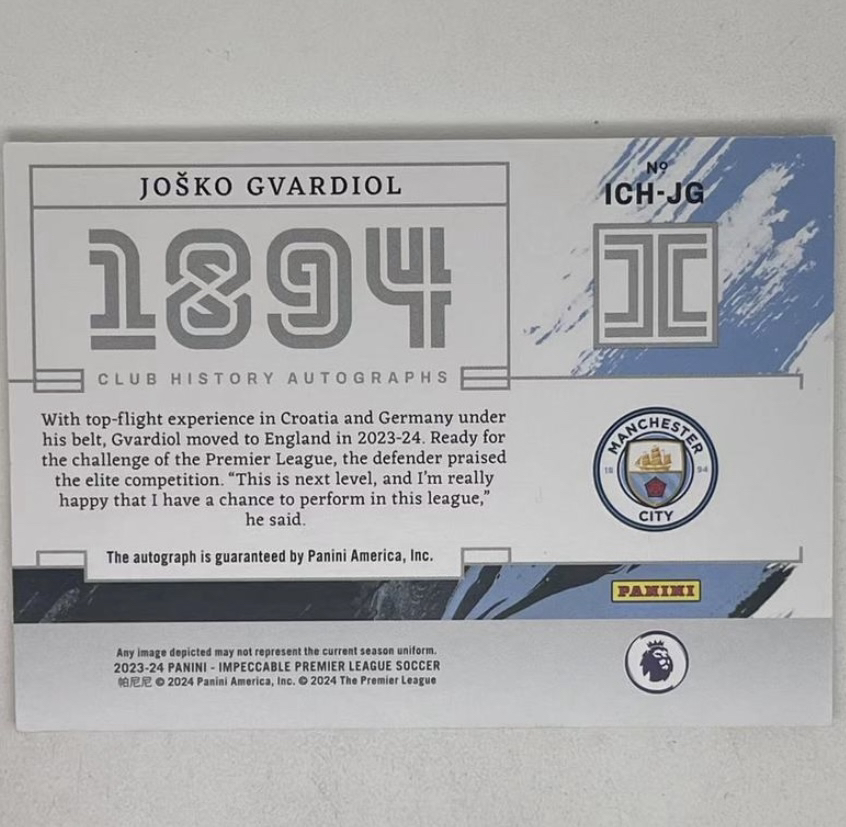 JOŠKO GVARDIOL
1894
CLUB HISTORY AUTOGRAPHS
Nº
ICH-JG
With top-flight experience in Croatia and Germany under
his belt, Gvardiol moved to England in 2023-24. Ready for
the challenge of the Premier League, the defender praised
the elite competition. “This is next level, and I’m really
happy that I have a chance to perform in this league,”
he said.
MANCHESTER
18 94
CITY
The autograph is guaranteed by Panini America, Inc.
PANINI
Any image depicted may not represent the current season uniform.
2023-24 PANINI - IMPECCABLE PREMIER LEAGUE SOCCER
帕尼尼 © 2024 Panini America, Inc. © 2024 The Premier League